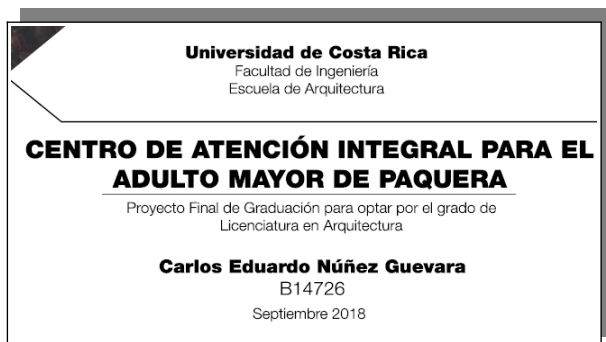 Universidad de Costa Rica
Facultad de Ingeniería
Escuela de Arquitectura
CENTRO DE ATENCIÓN INTEGRAL PARA EL
ADULTO MAYOR DE PAQUERA
Proyecto Final de Graduación para optar por el grado de
Licenciatura en Arquitectura
Carlos Eduardo Núñez Guevara
B14726
Septiembre 2018